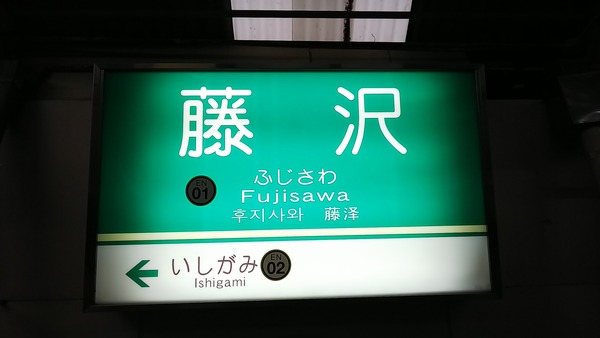 藤沢
ふじさわ
EN
01
Fujisawa
후지사와 藤泽
いしがみ
EN
02
Ishigami